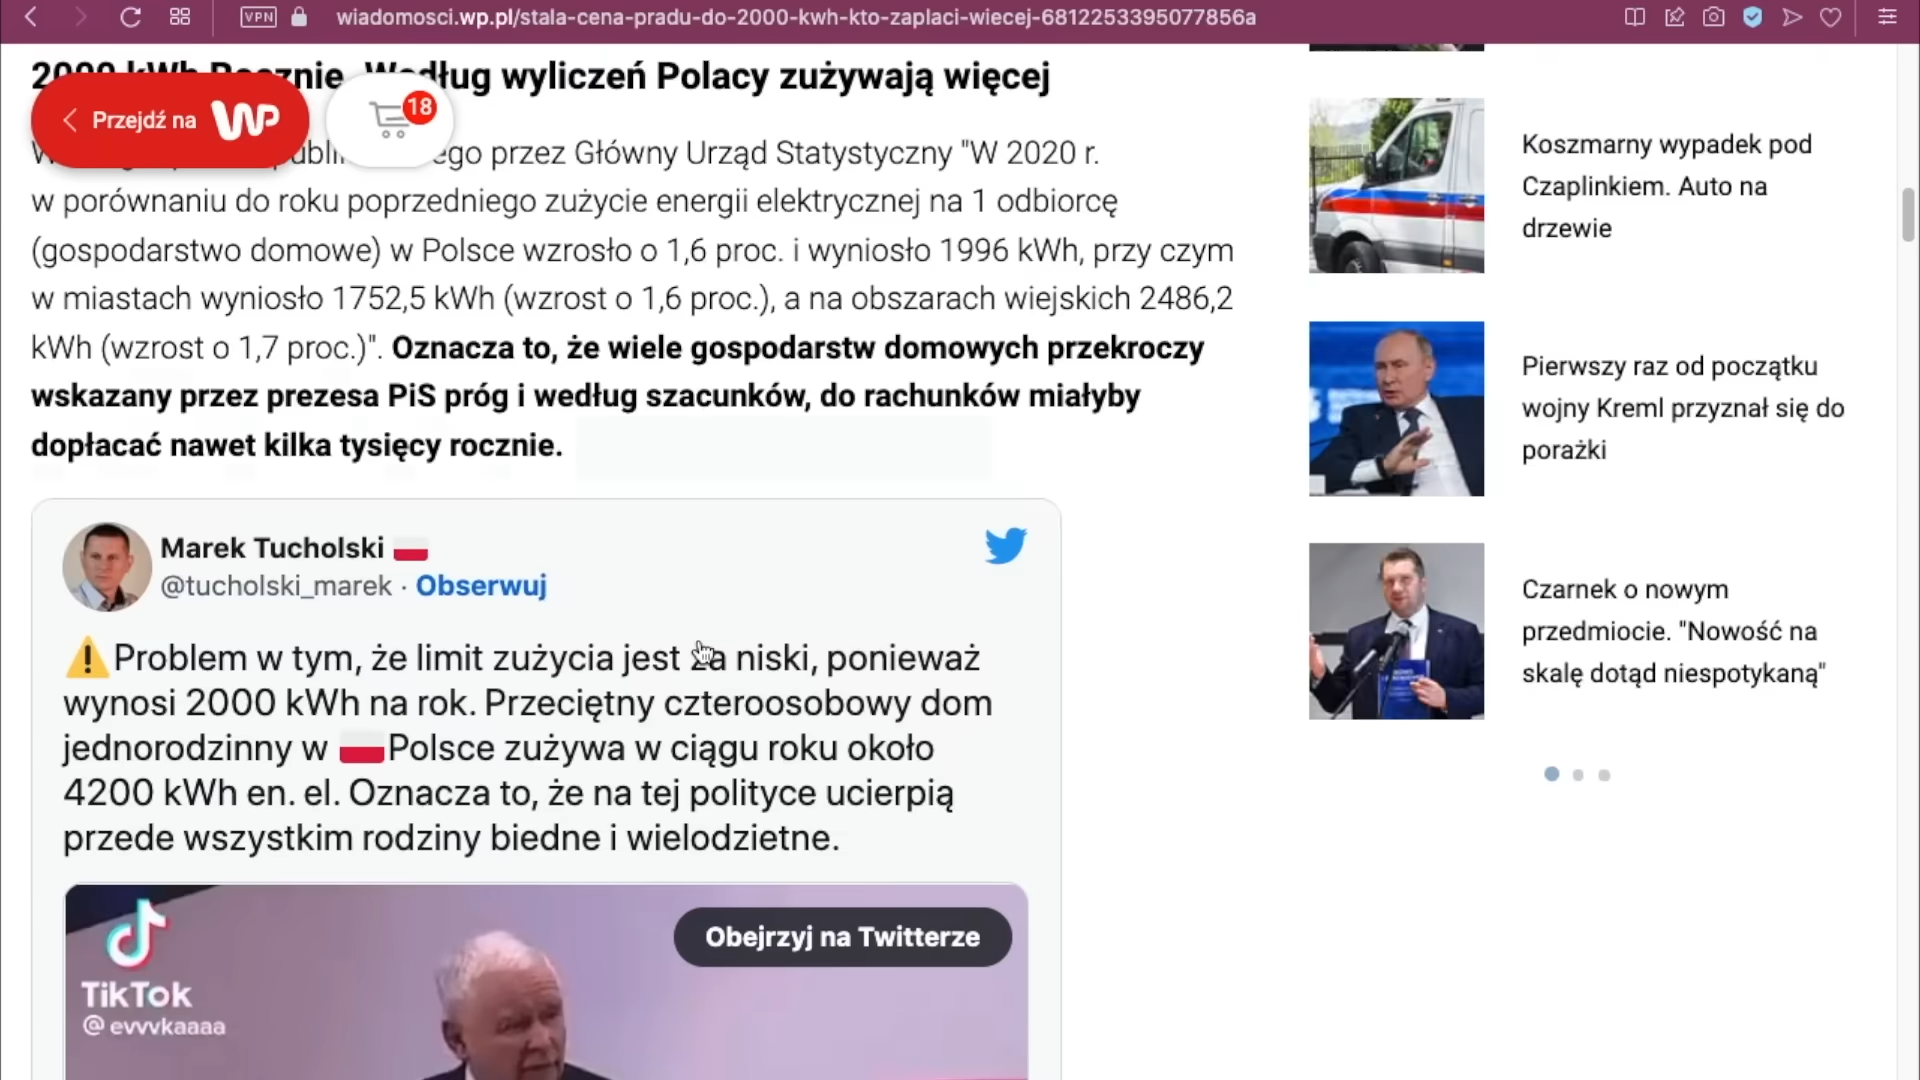 VPN
wiadomosci.wp.pl/stala-cena-pradu-do-2000-kwh-kto-zaplaci-wiecej-6812253395077856a
2000 kWh Rocznie. Według wyliczeń Polacy zużywają więcej
Przejdź na WP
18
ego przez Główny Urząd Statystyczny "W 2020 r.
w porównaniu do roku poprzedniego zużycie energii elektrycznej na 1 odbiorcę
(gospodarstwo domowe) w Polsce wzrosło o 1,6 proc. i wyniosło 1996 kWh, przy czym
w miastach wyniosło 1752,5 kWh (wzrost o 1,6 proc.), a na obszarach wiejskich 2486,2
kWh (wzrost o 1,7 proc.)". Oznacza to, że wiele gospodarstw domowych przekroczy
wskazany przez prezesa PiS próg i według szacunków, do rachunków miałyby
dopłacać nawet kilka tysięcy rocznie.
Marek Tucholski
@tucholski_marek · Obserwuj
Problem w tym, że limit zużycia jest za niski, ponieważ
wynosi 2000 kWh na rok. Przeciętny czteroosobowy dom
jednorodzinny w Polsce zużywa w ciągu roku około
4200 kWh en. el. Oznacza to, że na tej polityce ucierpią
przede wszystkim rodziny biedne i wielodzietne.
Obejrzyj na Twitterze
TikTok
@evvvkaaaa
Koszmarny wypadek pod
Czaplinkiem. Auto na
drzewie
Pierwszy raz od początku
wojny Kreml przyznał się do
porażki
Czarnek o nowym
przedmiocie. "Nowość na
skalę dotąd niespotykaną"